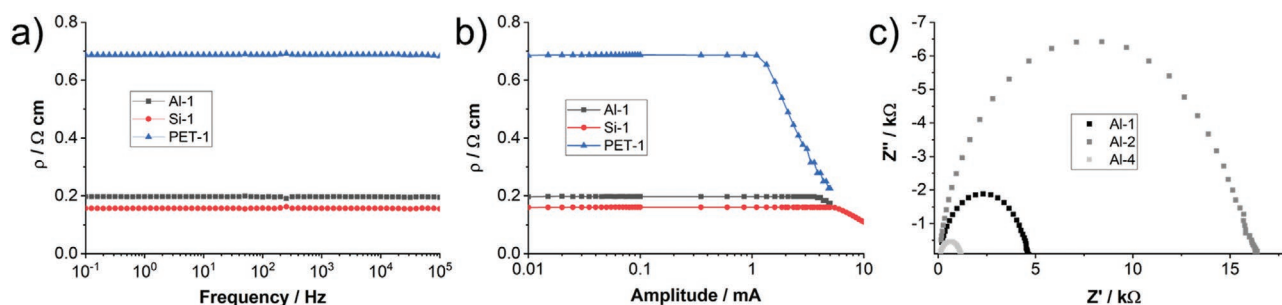 a)
0.8
0.6
0.4
0.2
0.0
ρ / Ω cm
Al-1
Si-1
PET-1
10⁻¹ 10⁰ 10¹ 10² 10³ 10⁴ 10⁵
Frequency / Hz
b)
0.8
0.6
0.4
0.2
0.0
ρ / Ω cm
Al-1
Si-1
PET-1
0.01 0.1 1 10
Amplitude / mA
c)
-7
-6
-5
-4
-3
-2
-1
Z'' / kΩ
Al-1
Al-2
Al-4
0 5 10 15
Z' / kΩ